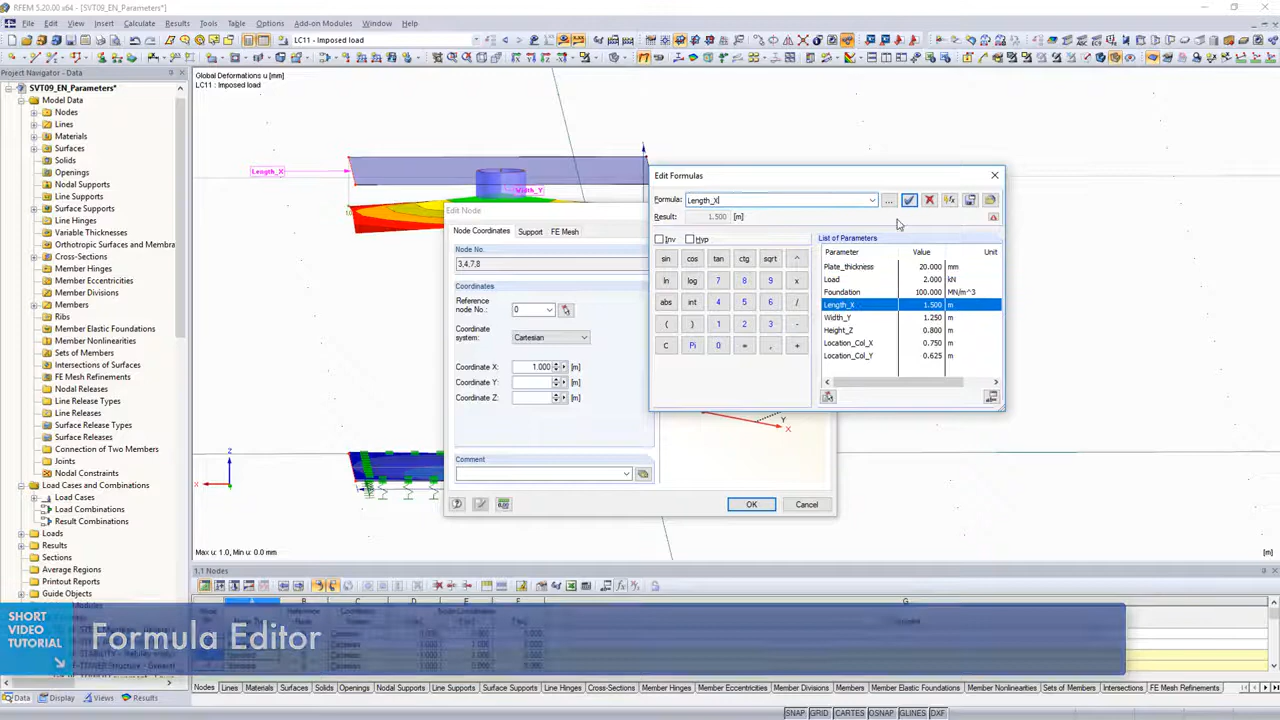 RFEM 5.20.00 x64 - [SVT09_EN_Parameters*]
File Edit View Insert Calculate Results Tools Table Options Add-on Modules Window Help
LC11 - Imposed load
Project Navigator - Data
SVT09_EN_Parameters*
Model Data
Nodes
Lines
Materials
Surfaces
Solids
Openings
Nodal Supports
Line Supports
Surface Supports
Line Hinges
Variable Thicknesses
Orthotropic Surfaces and Membra
Cross-Sections
Member Hinges
Member Eccentricities
Member Divisions
Members
Ribs
Member Elastic Foundations
Member Nonlinearities
Sets of Members
Intersections of Surfaces
FE Mesh Refinements
Nodal Releases
Line Release Types
Line Releases
Surface Release Types
Surface Releases
Connection of Two Members
Joints
Nodal Constraints
Load Cases and Combinations
Load Cases
Load Combinations
Result Combinations
Loads
Results
Sections
Average Regions
Printout Reports
Guide Objects
Data Display Views Results
Global Deformations u [mm]
LC11 : Imposed load
Length_X
Width_Y
Z
X
Max u: 1.0, Min u: 0.0 mm
[m]
Edit Node
Node Coordinates Support FE Mesh
Node No.
3,4,7,8
Coordinates
Reference
node No.: 0
Coordinate
system: Cartesian
Coordinate X: 1.000 [m]
Coordinate Y: [m]
Coordinate Z: [m]
Comment
Y
X
OK Cancel
Edit Formulas
Formula: Length_X ...
Result: 1.500 [m]
Inv Hyp
sin cos tan ctg sqrt ^
ln log 7 8 9 x
abs int 4 5 6 /
( ) 1 2 3 -
C Pi 0 = , +
List of Parameters
Parameter Value Unit
Plate_thickness 20.000 mm
Load 2.000 kN
Foundation 100.000 MN/m^3
Length_X 1.500 m
Width_Y 1.250 m
Height_Z 0.800 m
Location_Col_X 0.750 m
Location_Col_Y 0.625 m
1.1 Nodes
SHORT
VIDEO
TUTORIAL
Formula Editor
Nodes Lines Materials Surfaces Solids Openings Nodal Supports Line Supports Surface Supports Line Hinges Cross-Sections Member Hinges Member Eccentricities Member Divisions Members Member Elastic Foundations Member Nonlinearities Sets of Members Intersections FE Mesh Refinements
SNAP GRID CARTES OSNAP GLINES DXF